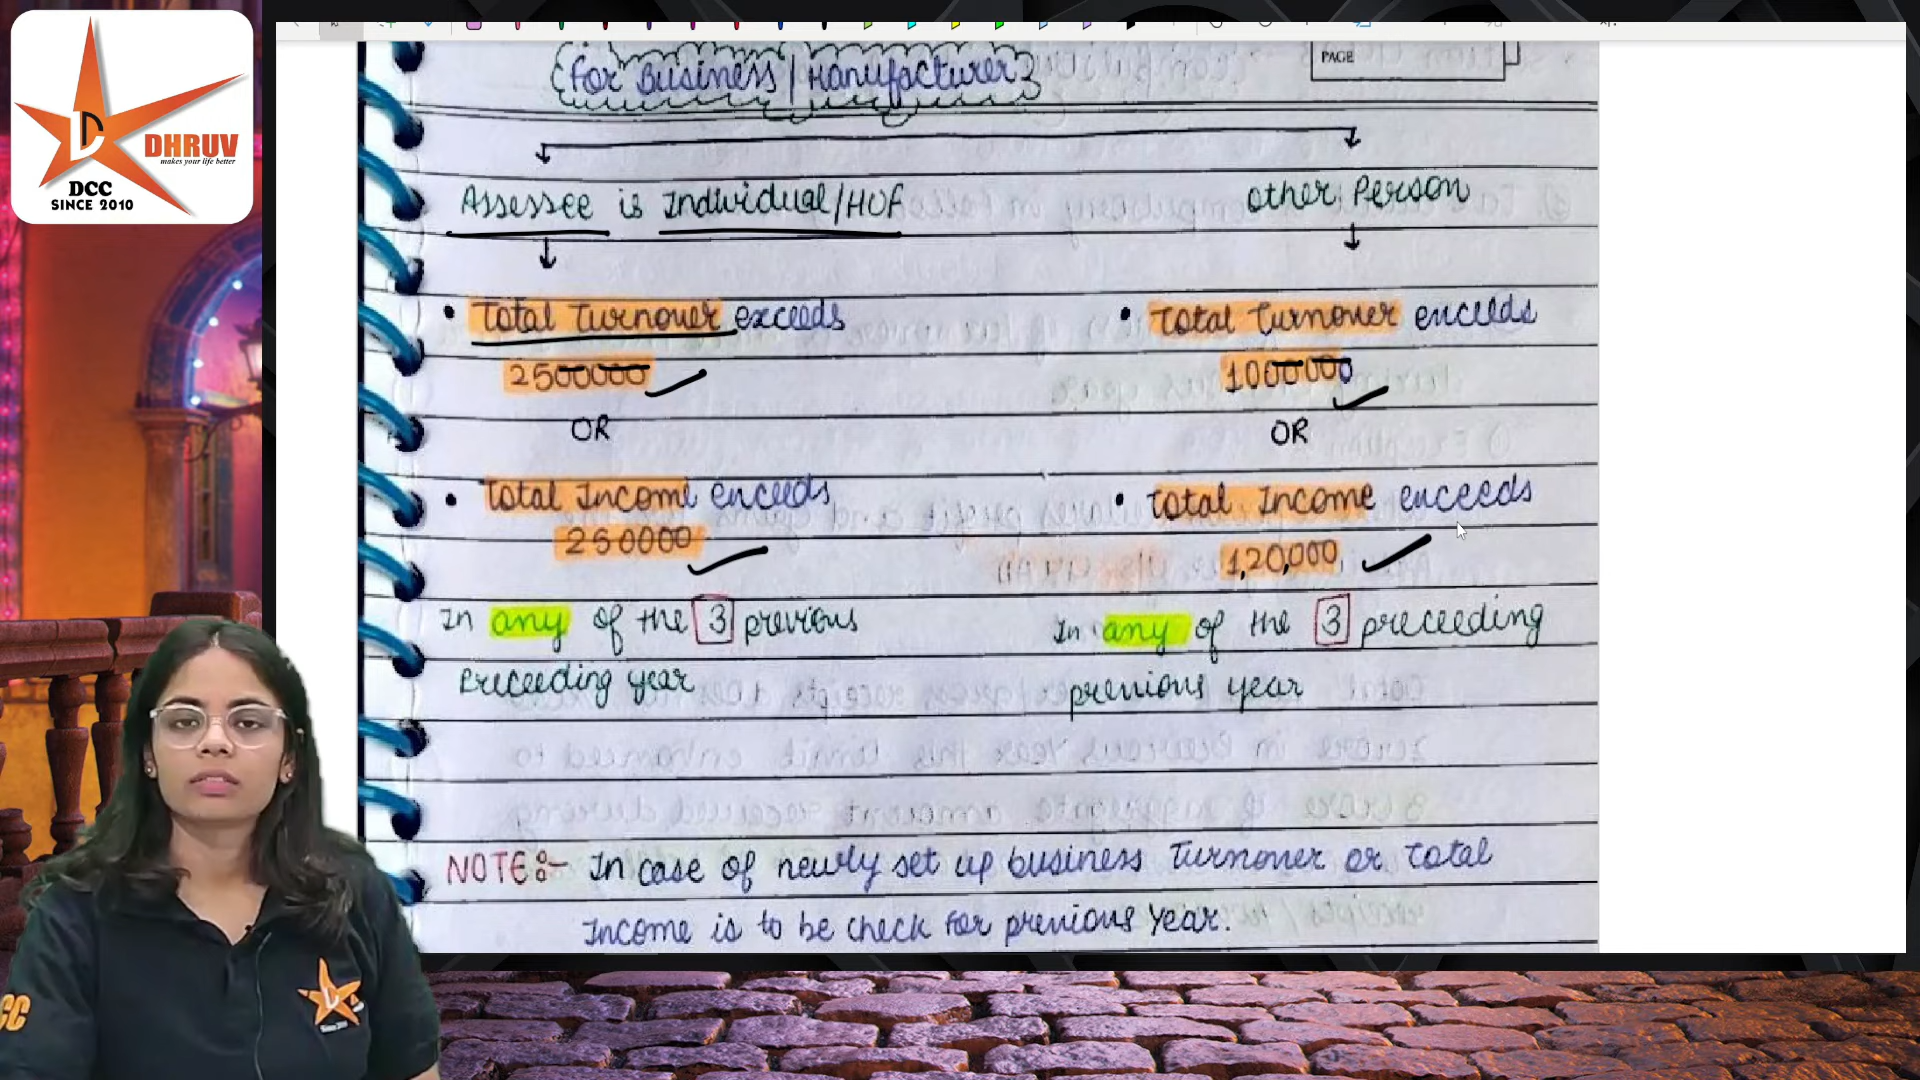 DHRUV
makes your life better
DCC
SINCE 2010
For Business / Manufacturer
PAGE
Assessee is Individual/HUF
other Person
• Total Turnover exceeds
2500000
OR
• Total Income exceeds
250000
In any of the 3 previous
Preceeding year
• Total Turnover exceeds
1000000
OR
• Total Income exceeds
1,20,000
In any of the 3 preceeding
previous year
NOTE:- In case of newly set up business Turnover or total
Income is to be check for previous Year.